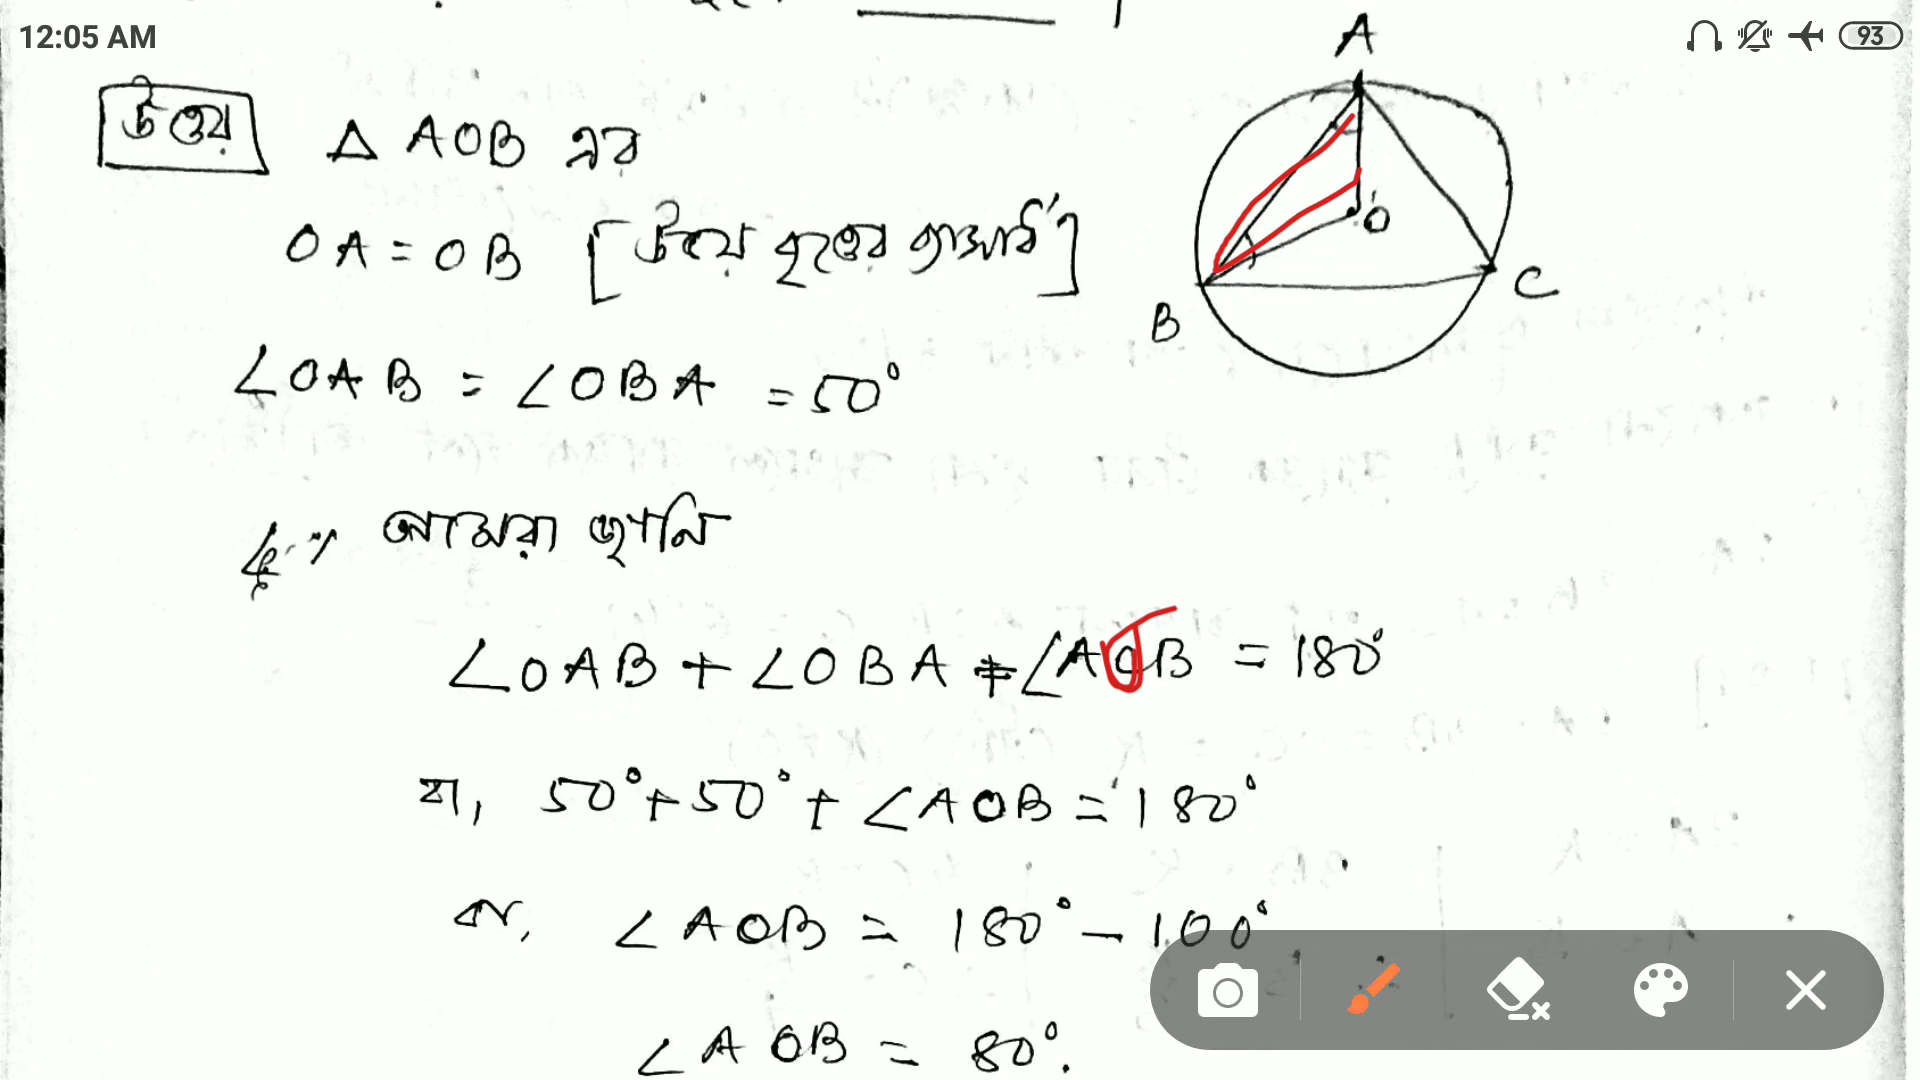 12:05 AM
93
A
উত্তর
Δ AOB এর
O
OA = OB [উভয়ে বৃত্তের ব্যাসার্ধ]
C
B
∠OAB = ∠OBA = 50°
আমরা জানি
∠OAB + ∠OBA + ∠AOB = 180°
বা, 50° + 50° + ∠AOB = 180°
বা, ∠AOB = 180° - 100°
∠AOB = 80°.